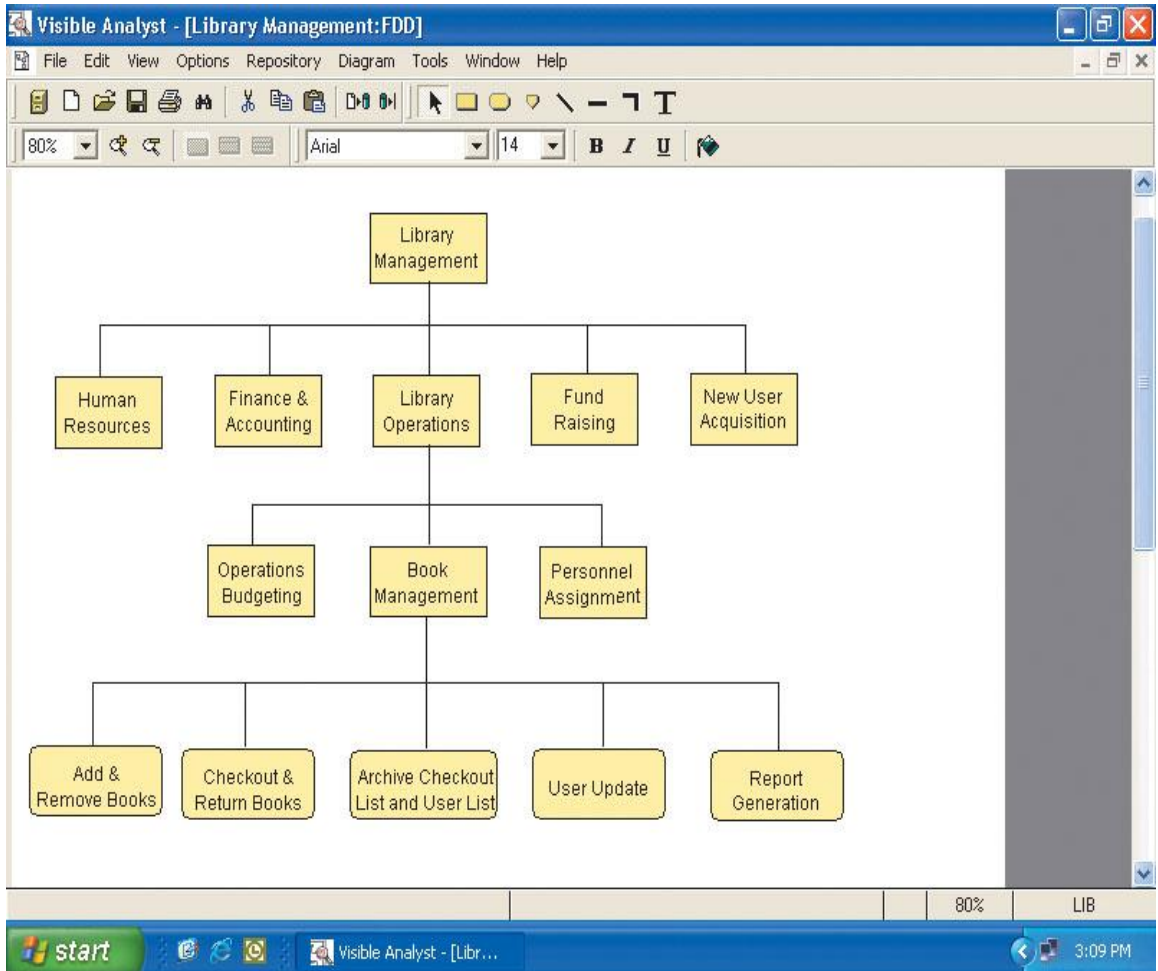 Visible Analyst - [Library Management:FDD]
File Edit View Options Repository Diagram Tools Window Help
T
80% Arial 14 B I U
Library
Management
Human
Resources
Finance &
Accounting
Library
Operations
Fund
Raising
New User
Acquisition
Operations
Budgeting
Book
Management
Personnel
Assignment
Add &
Remove Books
Checkout &
Return Books
Archive Checkout
List and User List
User Update
Report
Generation
80% LIB
start Visible Analyst - [Libr... 3:09 PM